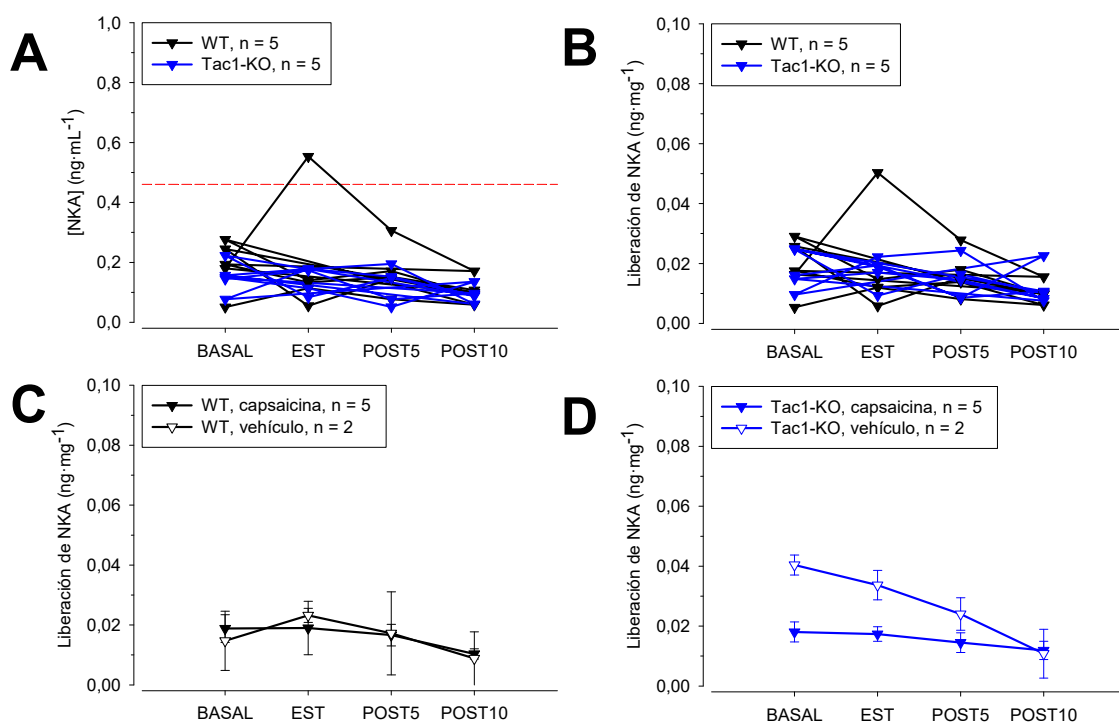 A
[NKA] (ng·mL⁻¹)
1,0
0,8
0,6
0,4
0,2
0,0
WT, n = 5
Tac1-KO, n = 5
BASAL EST POST5 POST10
B
Liberación de NKA (ng·mg⁻¹)
0,10
0,08
0,06
0,04
0,02
0,00
WT, n = 5
Tac1-KO, n = 5
BASAL EST POST5 POST10
C
Liberación de NKA (ng·mg⁻¹)
0,10
0,08
0,06
0,04
0,02
0,00
WT, capsaicina, n = 5
WT, vehículo, n = 2
BASAL EST POST5 POST10
D
Liberación de NKA (ng·mg⁻¹)
0,10
0,08
0,06
0,04
0,02
0,00
Tac1-KO, capsaicina, n = 5
Tac1-KO, vehículo, n = 2
BASAL EST POST5 POST10